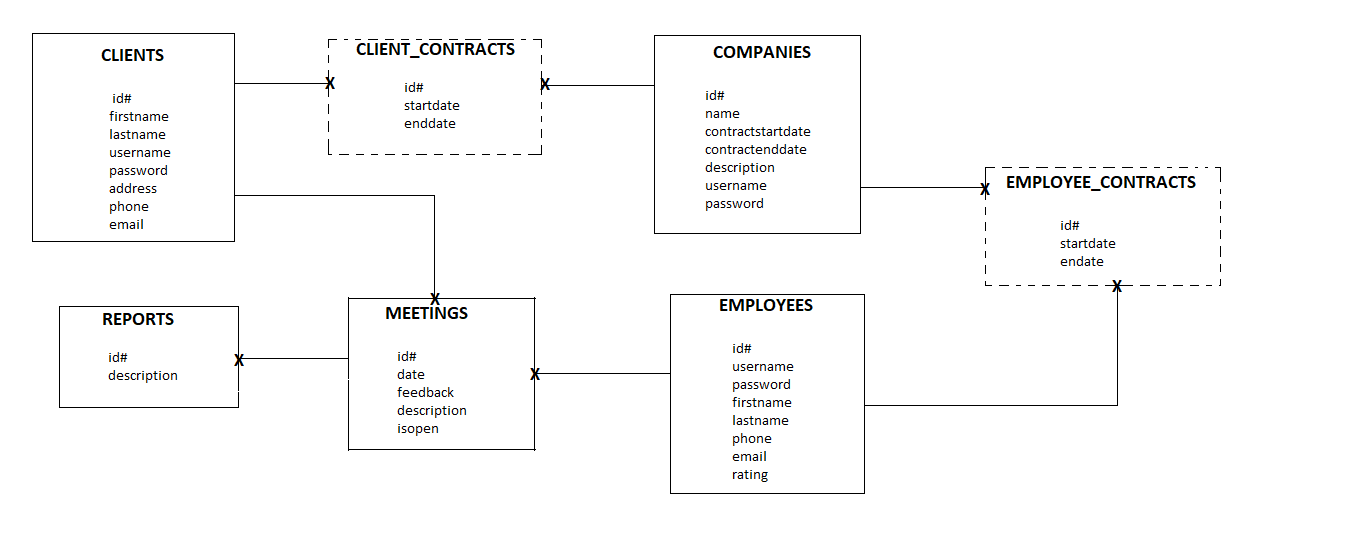 CLIENTS
id#
firstname
lastname
username
password
address
phone
email
X
CLIENT_CONTRACTS
id#
startdate
enddate
X
COMPANIES
id#
name
contractstartdate
contractenddate
description
username
password
X
EMPLOYEE_CONTRACTS
id#
startdate
endate
X
REPORTS
id#
description
X
X
MEETINGS
id#
date
feedback
description
isopen
X
EMPLOYEES
id#
username
password
firstname
lastname
phone
email
rating